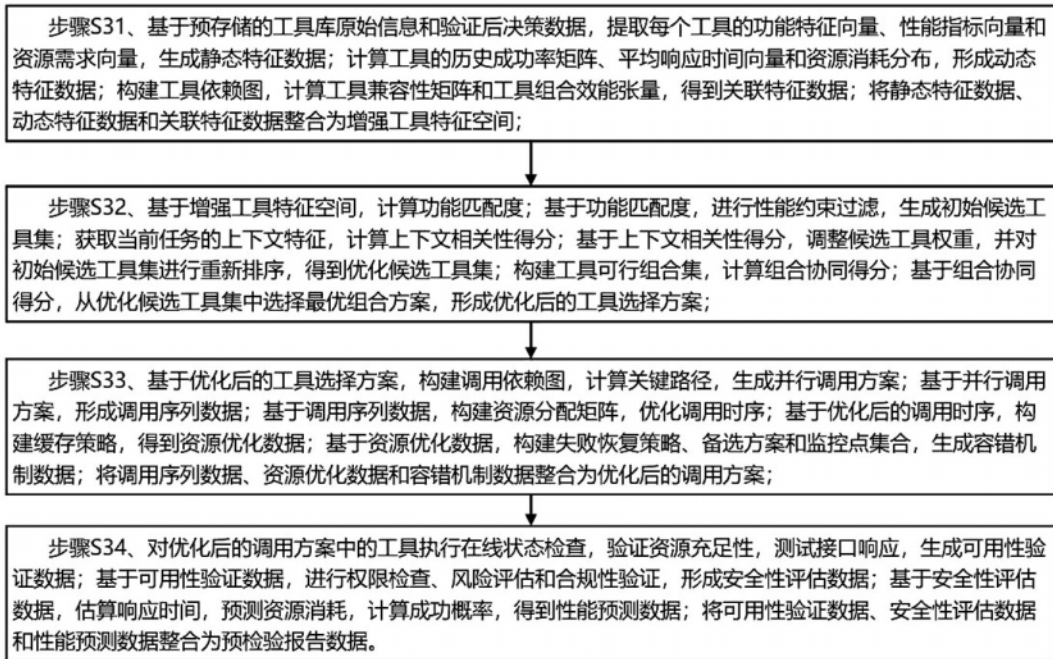 步骤S31、基于预存储的工具库原始信息和验证后决策数据，提取每个工具的功能特征向量、性能指标向量和
资源需求向量，生成静态特征数据；计算工具的历史成功率矩阵、平均响应时间向量和资源消耗分布，形成动态
特征数据；构建工具依赖图，计算工具兼容性矩阵和工具组合效能张量，得到关联特征数据；将静态特征数据、
动态特征数据和关联特征数据整合为增强工具特征空间；
步骤S32、基于增强工具特征空间，计算功能匹配度；基于功能匹配度，进行性能约束过滤，生成初始候选工
具集；获取当前任务的上下文特征，计算上下文相关性得分；基于上下文相关性得分，调整候选工具权重，并对
初始候选工具集进行重新排序，得到优化候选工具集；构建工具可行组合集，计算组合协同得分；基于组合协同
得分，从优化候选工具集中选择最优组合方案，形成优化后的工具选择方案；
步骤S33、基于优化后的工具选择方案，构建调用依赖图，计算关键路径，生成并行调用方案；基于并行调用
方案，形成调用序列数据；基于调用序列数据，构建资源分配矩阵，优化调用时序；基于优化后的调用时序，构
建缓存策略，得到资源优化数据；基于资源优化数据，构建失败恢复策略、备选方案和监控点集合，生成容错机
制数据；将调用序列数据、资源优化数据和容错机制数据整合为优化后的调用方案；
步骤S34、对优化后的调用方案中的工具执行在线状态检查，验证资源充足性，测试接口响应，生成可用性验
证数据；基于可用性验证数据，进行权限检查、风险评估和合规性验证，形成安全性评估数据；基于安全性评估
数据，估算响应时间，预测资源消耗，计算成功概率，得到性能预测数据；将可用性验证数据、安全性评估数据
和性能预测数据整合为预检验报告数据。